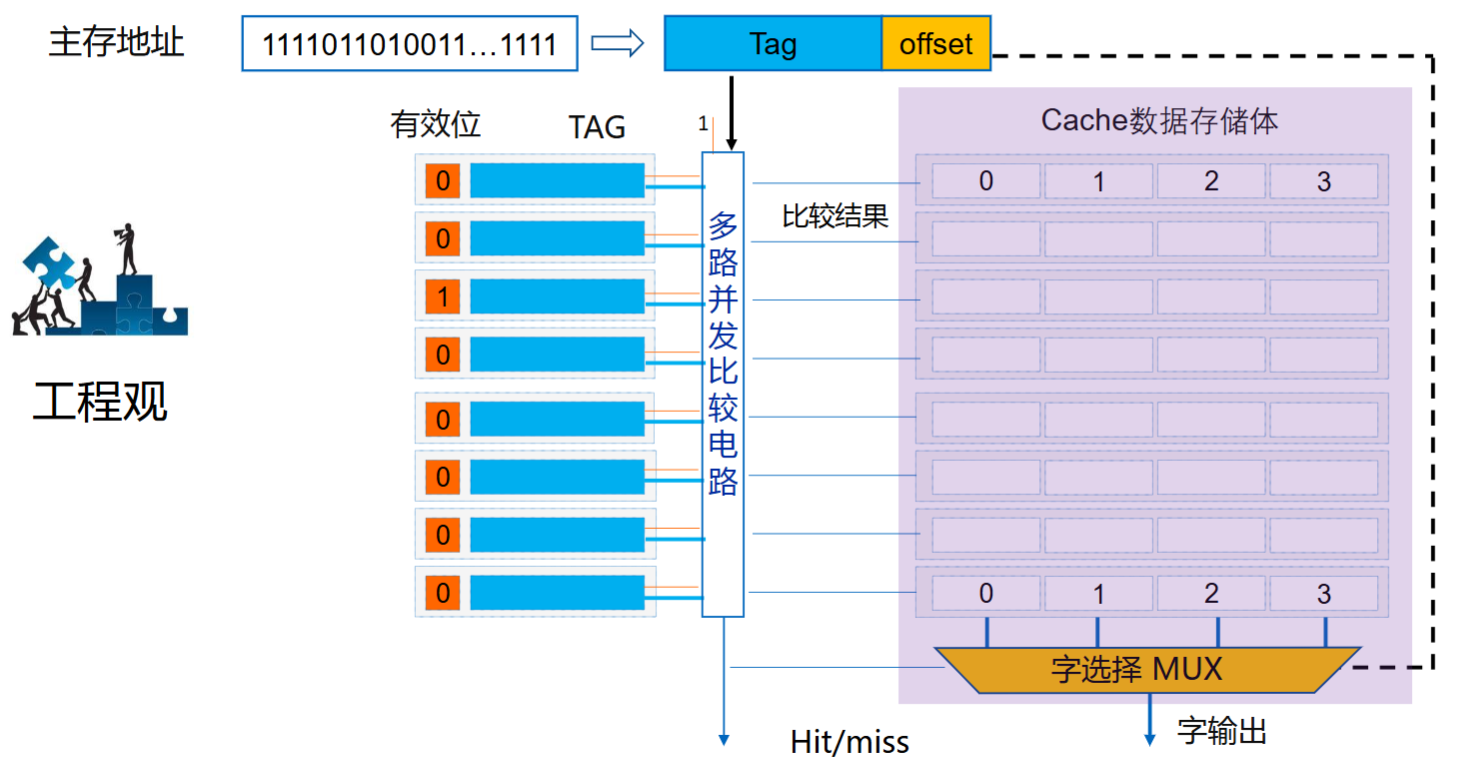 主存地址
1111011010011…1111
Tag
offset
有效位
TAG
1
Cache数据存储体
0
0 1 2 3
比较结果
0
1
0
0
0
0
0
0 1 2 3
多路并发比较电路
工程观
字选择 MUX
Hit/miss
字输出